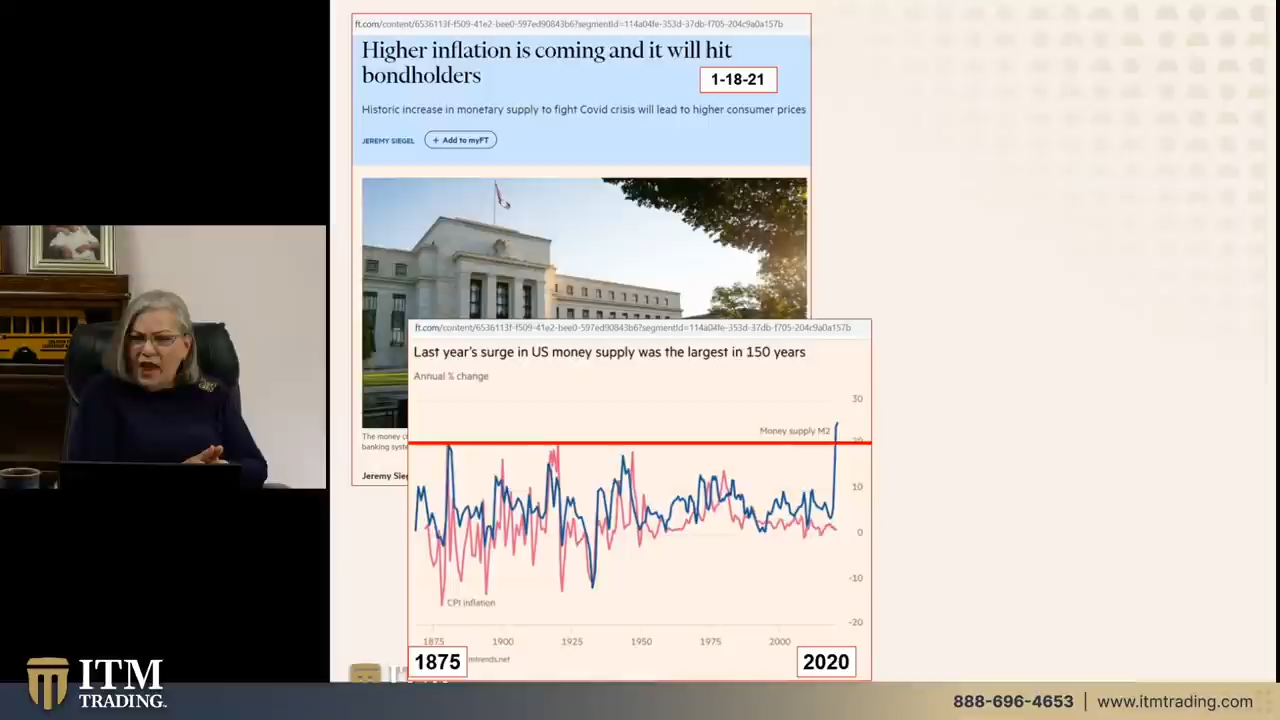 ft.com/content/6536113f-f509-41e2-bee0-597ed90843b6?segmentId=114a04fe-353d-37db-f705-204c9a0a157b
Higher inflation is coming and it will hit
bondholders
1-18-21
Historic increase in monetary supply to fight Covid crisis will lead to higher consumer prices
JEREMY SIEGEL
+ Add to myFT
ft.com/content/6536113f-f509-41e2-bee0-597ed90843b6?segmentId=114a04fe-353d-37db-f705-204c9a0a157b
Last year's surge in US money supply was the largest in 150 years
Annual % change
30
Money supply M2
20
The money
banking
Jeremy
10
0
-10
CPI inflation
-20
1875 1900 1925 1950 1975 2000
1875
2020
ITM
TRADING
888-696-4653 | www.itmtrading.com